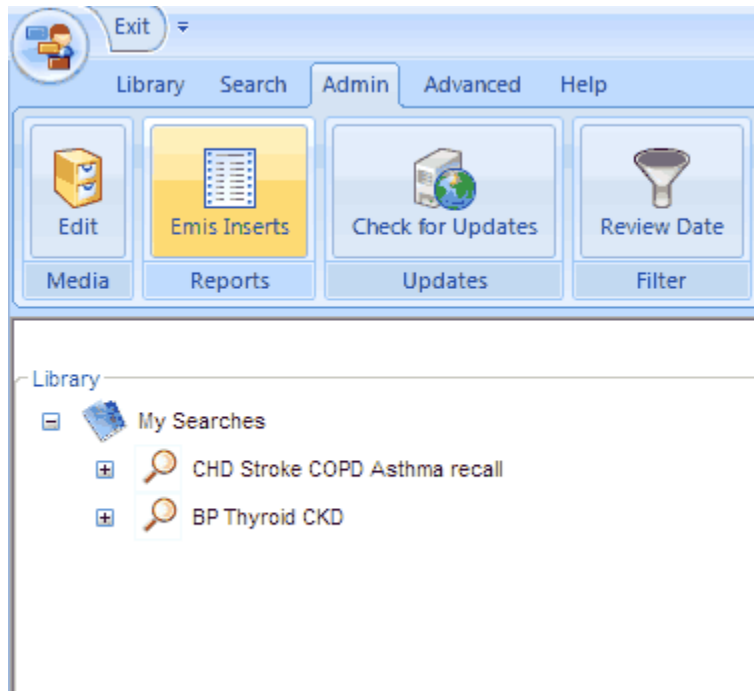 Exit
Library Search Admin Advanced Help
Edit Emis Inserts Check for Updates Review Date
Media Reports Updates Filter
Library
My Searches
CHD Stroke COPD Asthma recall
BP Thyroid CKD